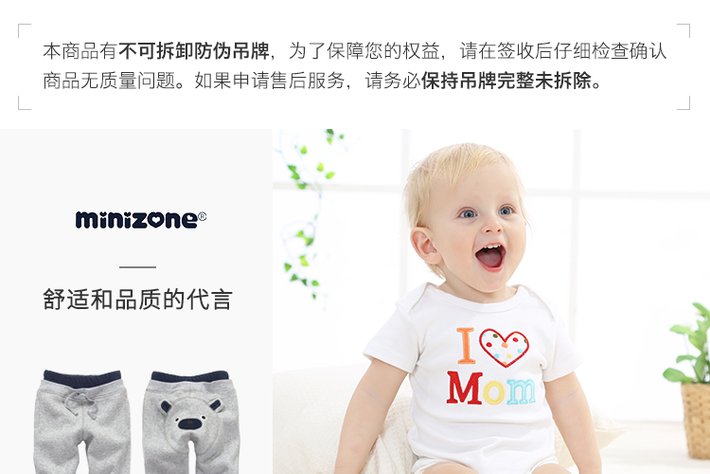 本商品有不可拆卸防伪吊牌，为了保障您的权益，请在签收后仔细检查确认
商品无质量问题。如果申请售后服务，请务必保持吊牌完整未拆除。
minizone®
舒适和品质的代言
I
Mom